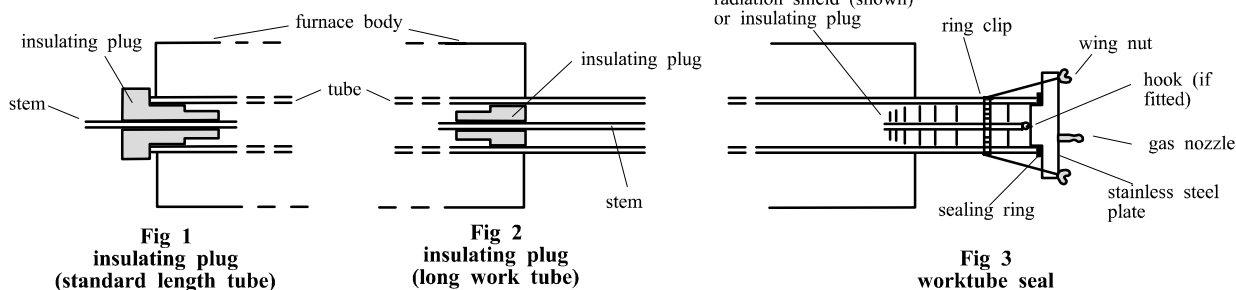 furnace body
insulating plug
stem
tube
Fig 1
insulating plug
(standard length tube)
insulating plug
stem
Fig 2
insulating plug
(long work tube)
radiation shield (shown)
or insulating plug
ring clip
wing nut
hook (if
fitted)
gas nozzle
stainless steel
plate
sealing ring
Fig 3
worktube seal